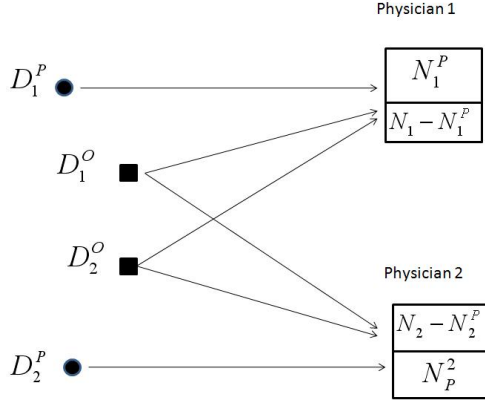 Physician 1
D_1^P
N_1^P
N_1 − N_1^P
D_1^O
D_2^O
Physician 2
N_2 − N_2^P
D_2^P
N_P^2